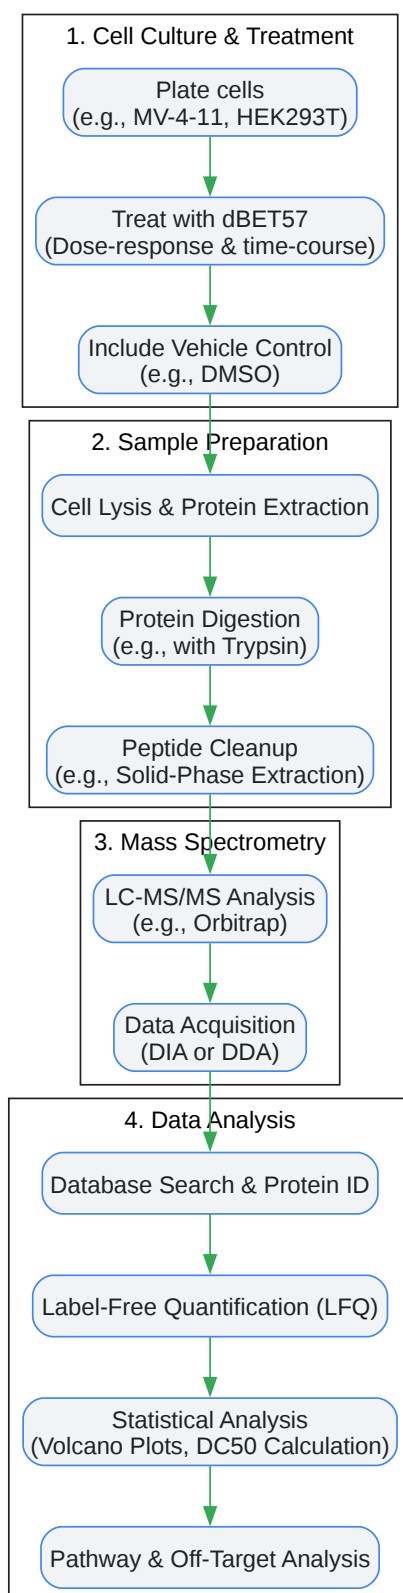 1. Cell Culture & Treatment
Plate cells
(e.g., MV-4-11, HEK293T)
Treat with dBET57
(Dose-response & time-course)
Include Vehicle Control
(e.g., DMSO)
2. Sample Preparation
Cell Lysis & Protein Extraction
Protein Digestion
(e.g., with Trypsin)
Peptide Cleanup
(e.g., Solid-Phase Extraction)
3. Mass Spectrometry
LC-MS/MS Analysis
(e.g., Orbitrap)
Data Acquisition
(DIA or DDA)
4. Data Analysis
Database Search & Protein ID
Label-Free Quantification (LFQ)
Statistical Analysis
(Volcano Plots, DC50 Calculation)
Pathway & Off-Target Analysis